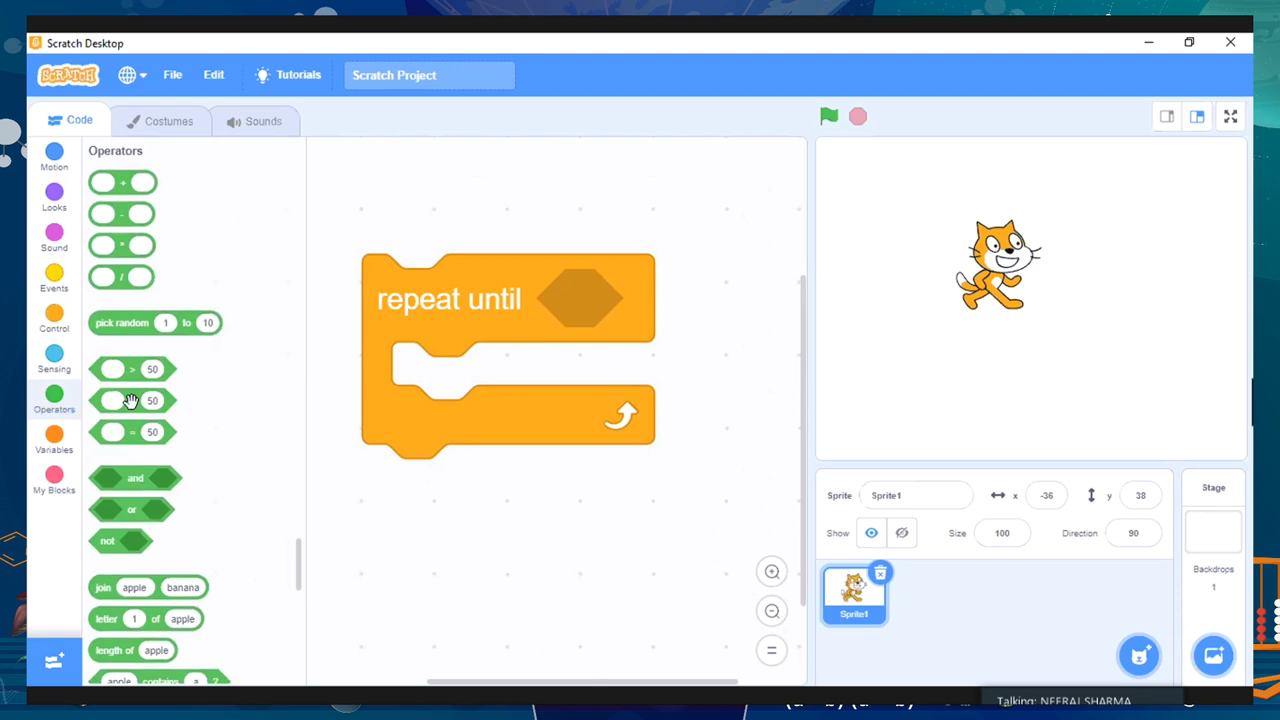 Scratch Desktop
SCRATCH
File
Edit
Tutorials
Scratch Project
Code
Costumes
Sounds
Motion
Looks
Sound
Events
Control
Sensing
Operators
Variables
My Blocks
Operators
+
-
*
/
pick random 1 to 10
> 50
50
= 50
and
or
not
join apple banana
letter 1 of apple
length of apple
apple contains a ?
repeat until
Sprite Sprite1 x -36 y 38
Show Size 100 Direction 90
Sprite1
Stage
Backdrops
1
Talking: NEERAJ SHARMA